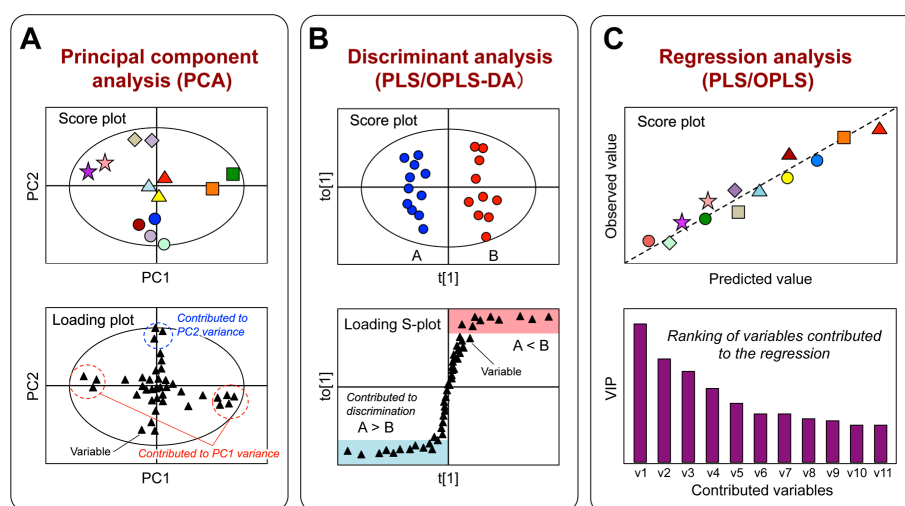 A
Principal component
analysis (PCA)
Score plot
PC2
PC1
Loading plot
Contributed to
PC2 variance
PC2
Variable
Contributed to PC1 variance
PC1
B
Discriminant analysis
(PLS/OPLS-DA)
Score plot
to[1]
A
B
t[1]
Loading S-plot
A < B
Variable
to[1]
Contributed to
discrimination
A > B
t[1]
C
Regression analysis
(PLS/OPLS)
Score plot
Observed value
Predicted value
Ranking of variables contributed
to the regression
VIP
v1 v2 v3 v4 v5 v6 v7 v8 v9 v10 v11
Contributed variables